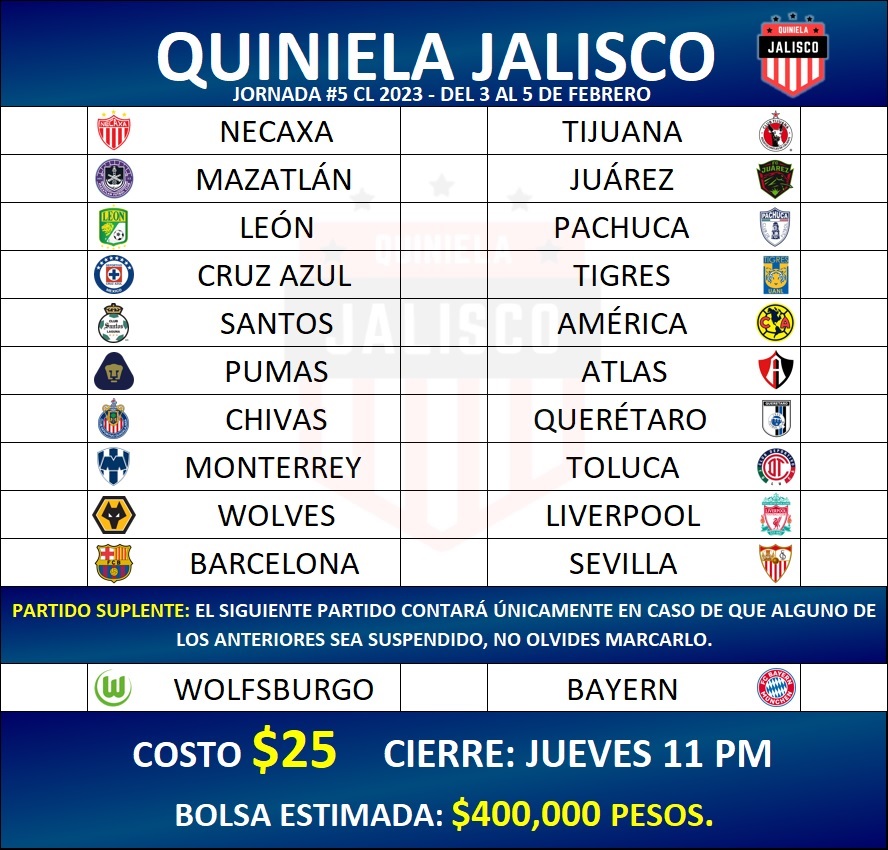 QUINIELA JALISCO
QUINIELA
JALISCO
JORNADA #5 CL 2023 - DEL 3 AL 5 DE FEBRERO
NECAXA TIJUANA
MAZATLÁN JUÁREZ
LEÓN PACHUCA
CRUZ AZUL TIGRES
SANTOS AMÉRICA
PUMAS ATLAS
CHIVAS QUERÉTARO
MONTERREY TOLUCA
WOLVES LIVERPOOL
BARCELONA SEVILLA
QUINIELA
JALISCO
PARTIDO SUPLENTE: EL SIGUIENTE PARTIDO CONTARÁ ÚNICAMENTE EN CASO DE QUE ALGUNO DE
LOS ANTERIORES SEA SUSPENDIDO, NO OLVIDES MARCARLO.
WOLFSBURGO BAYERN
COSTO $25 CIERRE: JUEVES 11 PM
BOLSA ESTIMADA: $400,000 PESOS.